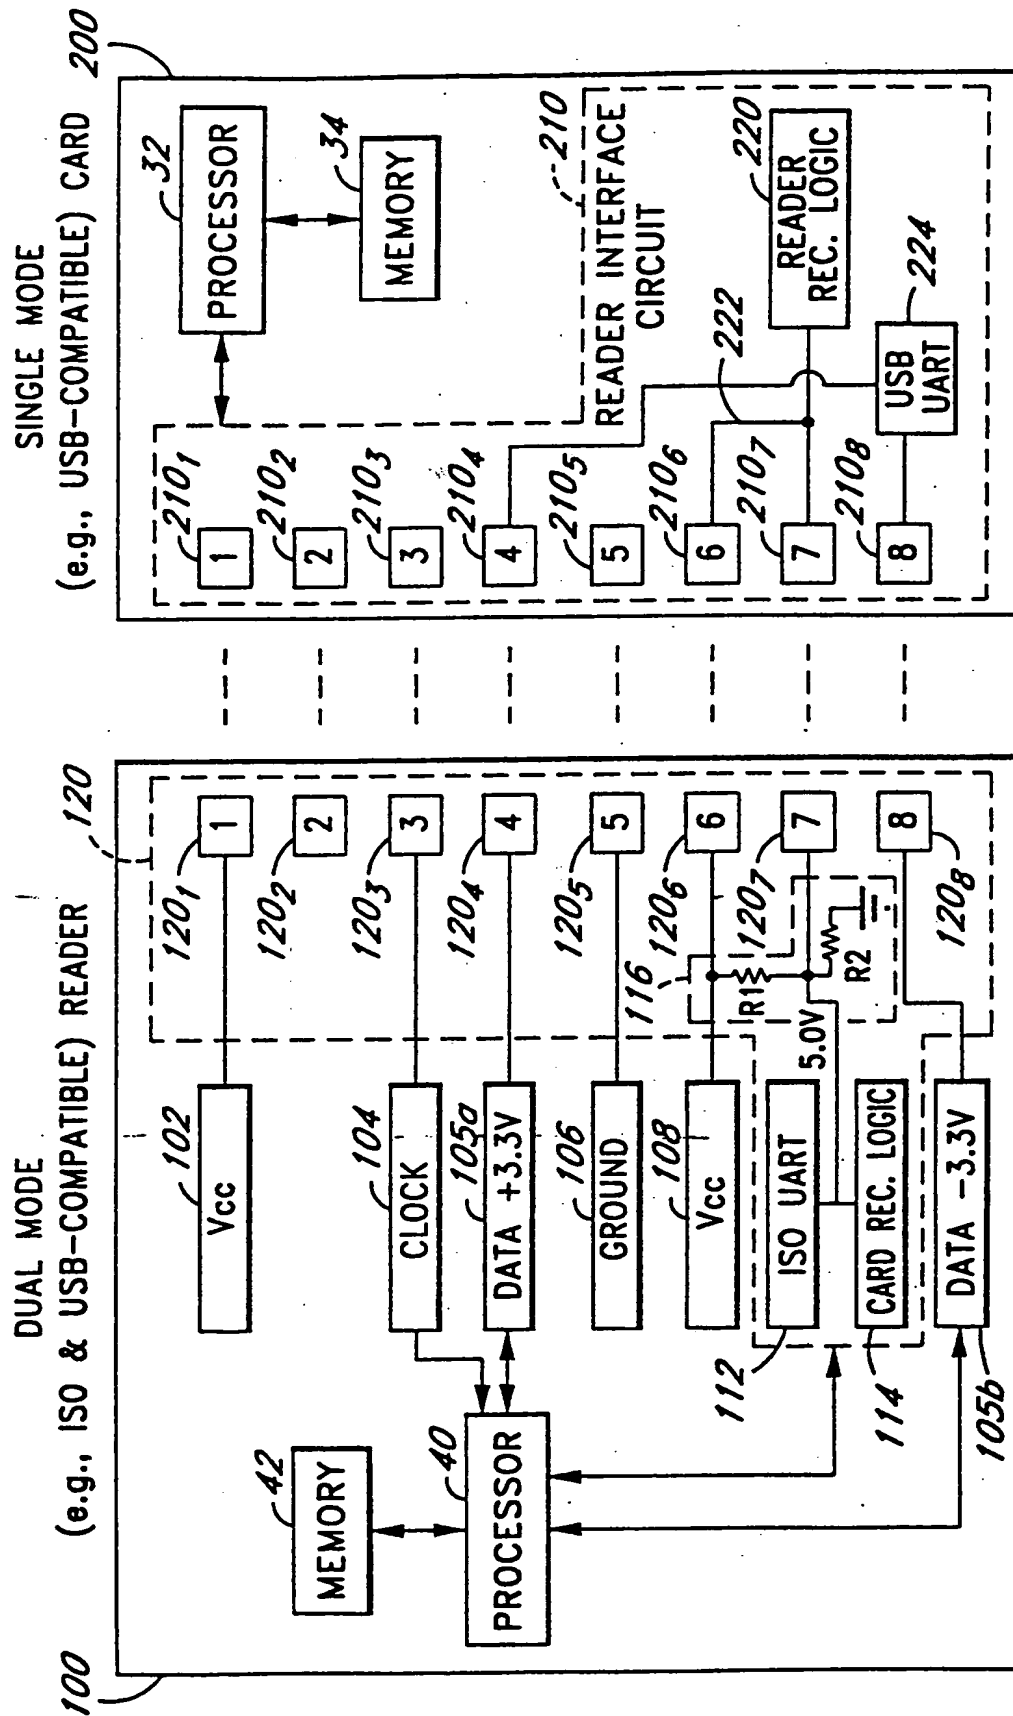 DUAL MODE
(e.g., ISO & USB-COMPATIBLE) READER
100
120
MEMORY
42
PROCESSOR
40
Vcc
102
CLOCK
104
DATA +3.3V
105a
GROUND
106
Vcc
108
ISO UART
112
CARD REC. LOGIC
114
DATA -3.3V
105b
116
R1
R2
5.0V
120₁
1
120₂
2
120₃
3
120₄
4
120₅
5
120₆
6
120₇
7
120₈
8
SINGLE MODE
(e.g., USB-COMPATIBLE) CARD
200
PROCESSOR
32
MEMORY
34
READER INTERFACE
CIRCUIT
210
READER
REC. LOGIC
220
222
USB
UART
224
210₁
1
210₂
2
210₃
3
210₄
4
210₅
5
210₆
6
210₇
7
210₈
8